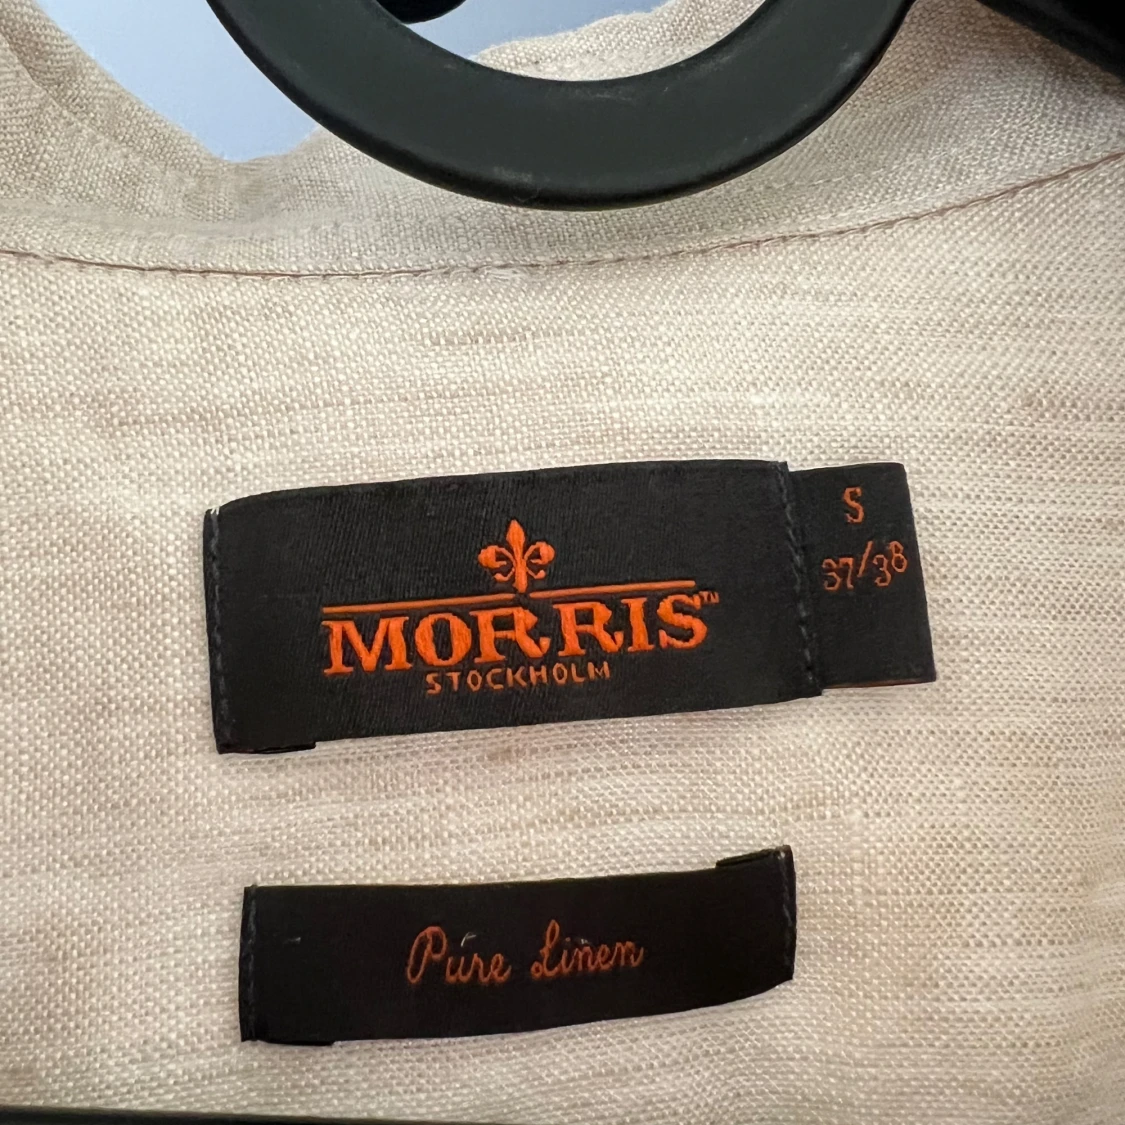 MORRIS™
STOCKHOLM
S
37/38
Pure Linen